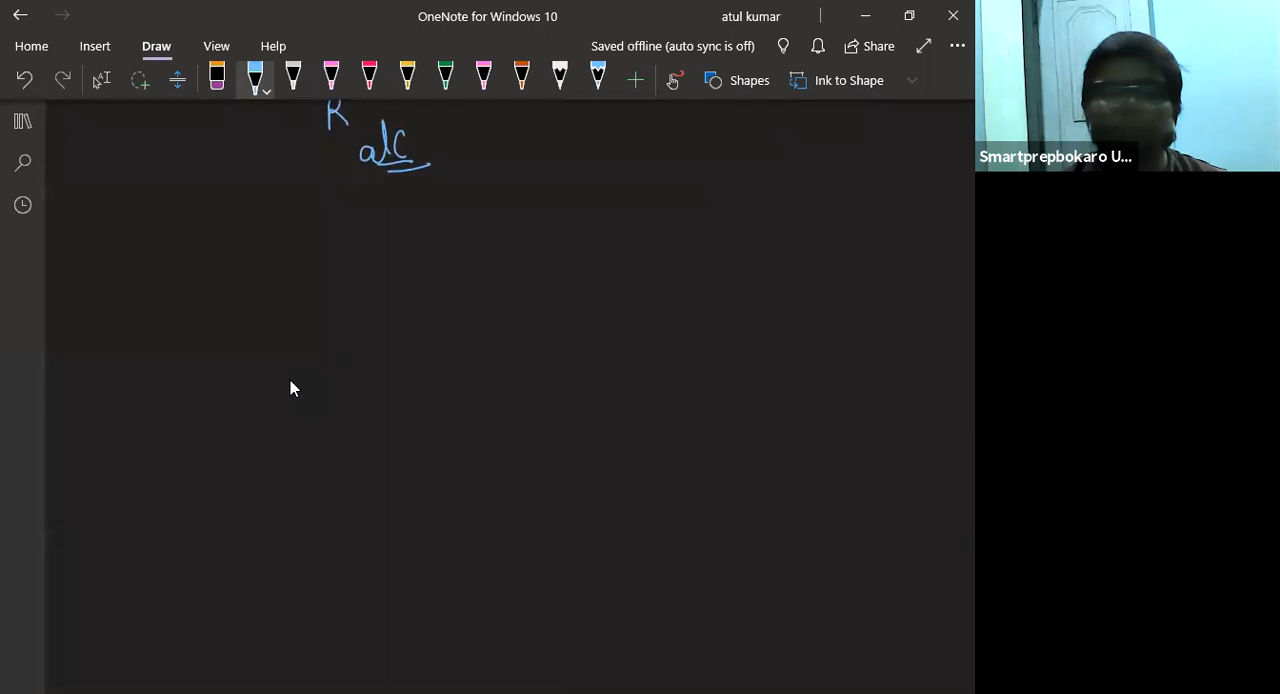 OneNote for Windows 10
atul kumar
Home Insert Draw View Help
Saved offline (auto sync is off)
Share
Shapes
Ink to Shape
Smartprepbokaro U...
R
alc